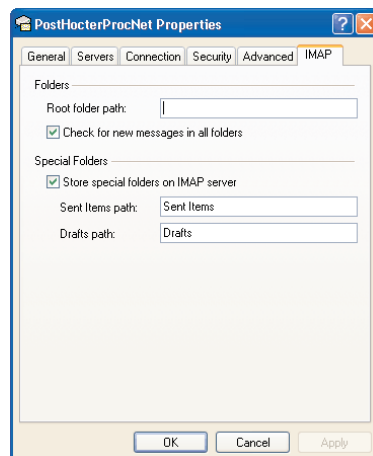 PostHocterProcNet Properties
General Servers Connection Security Advanced IMAP
Folders
Root folder path:
Check for new messages in all folders
Special Folders
Store special folders on IMAP server
Sent Items path: Sent Items
Drafts path: Drafts
OK Cancel Apply